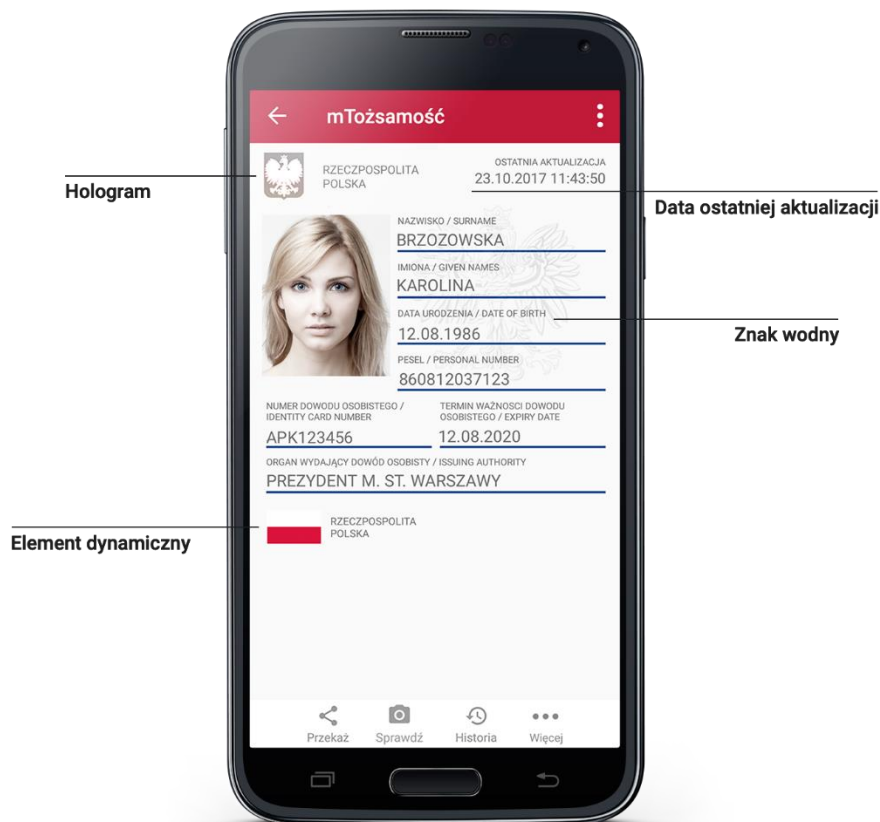 mTożsamość
RZECZPOSPOLITA
POLSKA
OSTATNIA AKTUALIZACJA
23.10.2017 11:43:50
Hologram
Data ostatniej aktualizacji
NAZWISKO / SURNAME
BRZOZOWSKA
IMIONA / GIVEN NAMES
KAROLINA
DATA URODZENIA / DATE OF BIRTH
12.08.1986
Znak wodny
PESEL / PERSONAL NUMBER
860812037123
NUMER DOWODU OSOBISTEGO /
IDENTITY CARD NUMBER
APK123456
TERMIN WAŻNOSCI DOWODU
OSOBISTEGO / EXPIRY DATE
12.08.2020
ORGAN WYDAJĄCY DOWÓD OSOBISTY / ISSUING AUTHORITY
PREZYDENT M. ST. WARSZAWY
Element dynamiczny
RZECZPOSPOLITA
POLSKA
Przekaż
Sprawdź
Historia
Więcej